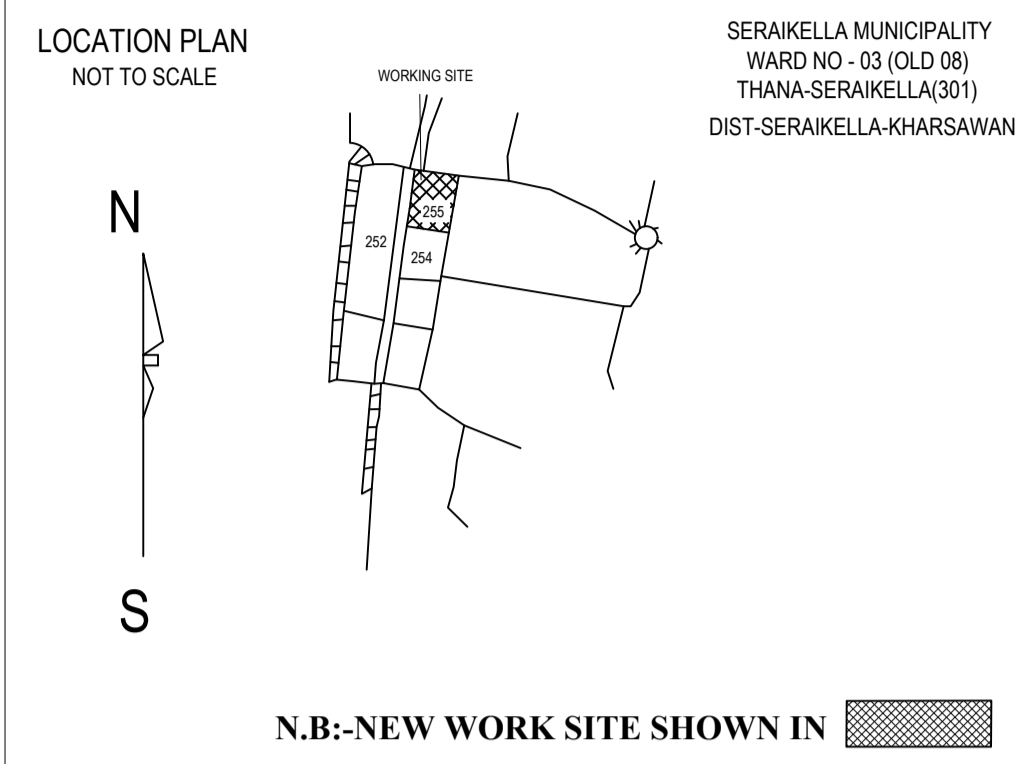 LOCATION PLAN
NOT TO SCALE
SERAIKELLA MUNICIPALITY
WARD NO - 03 (OLD 08)
THANA-SERAIKELLA(301)
DIST-SERAIKELLA-KHARSAWAN
WORKING SITE
N
255
252
254
S
N.B:-NEW WORK SITE SHOWN IN